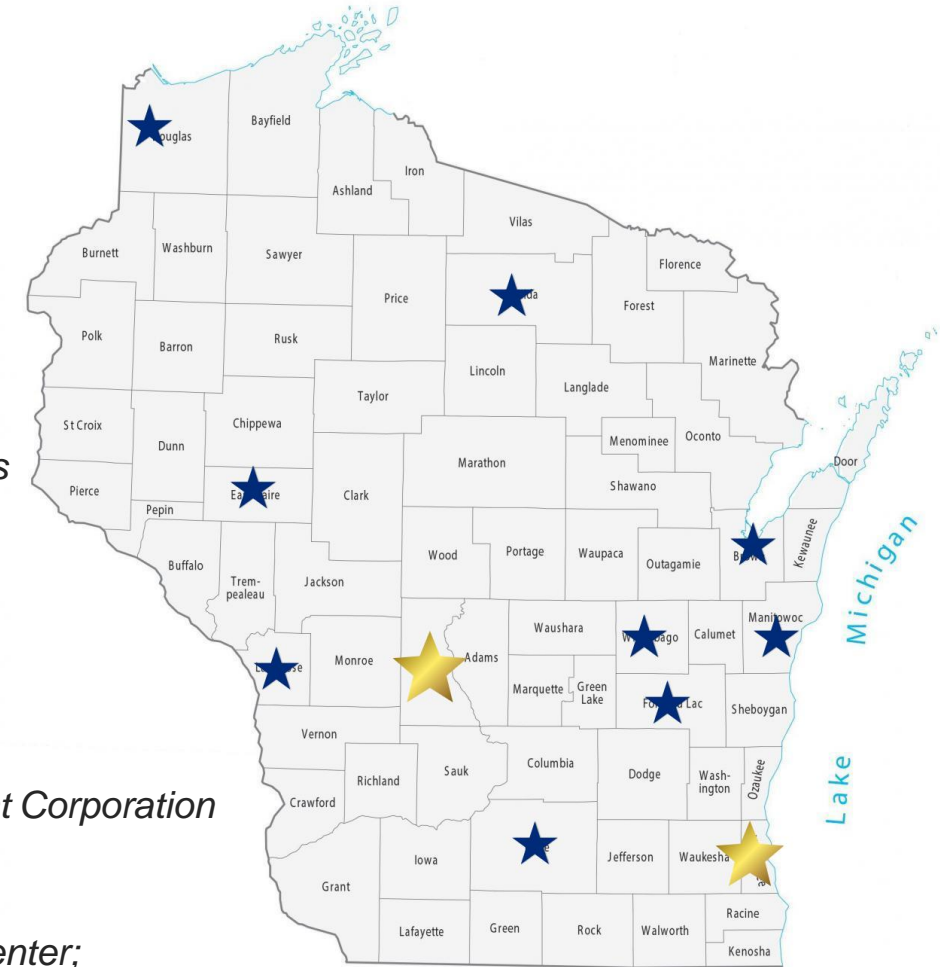 Bayfield
ouglas
Iron
Ashland
Vilas
Burnett
Washburn
Sawyer
Florence
Price
Forest
Polk
Barron
Rusk
Marinette
Lincoln
Langlade
Taylor
St Croix
Chippewa
Oconto
Dunn
Menominee
Marathon
Door
s
Pierce
Clark
Shawano
Pepin
Wood
Portage
Waupaca
Outagamie
Kewaunee
Buffalo
Trem-
pealeau
Jackson
Michigan
Manitowoc
Waushara
Calumet
Monroe
Adams
Marquette
Green
Lake
Sheboygan
Vernon
Columbia
Dodge
Wash-
ington
Ozaukee
Lake
Richland
Sauk
Crawford
t Corporation
Iowa
Jefferson
Waukesha
Grant
Racine
Lafayette
Green
Rock
Walworth
Kenosha
enter;